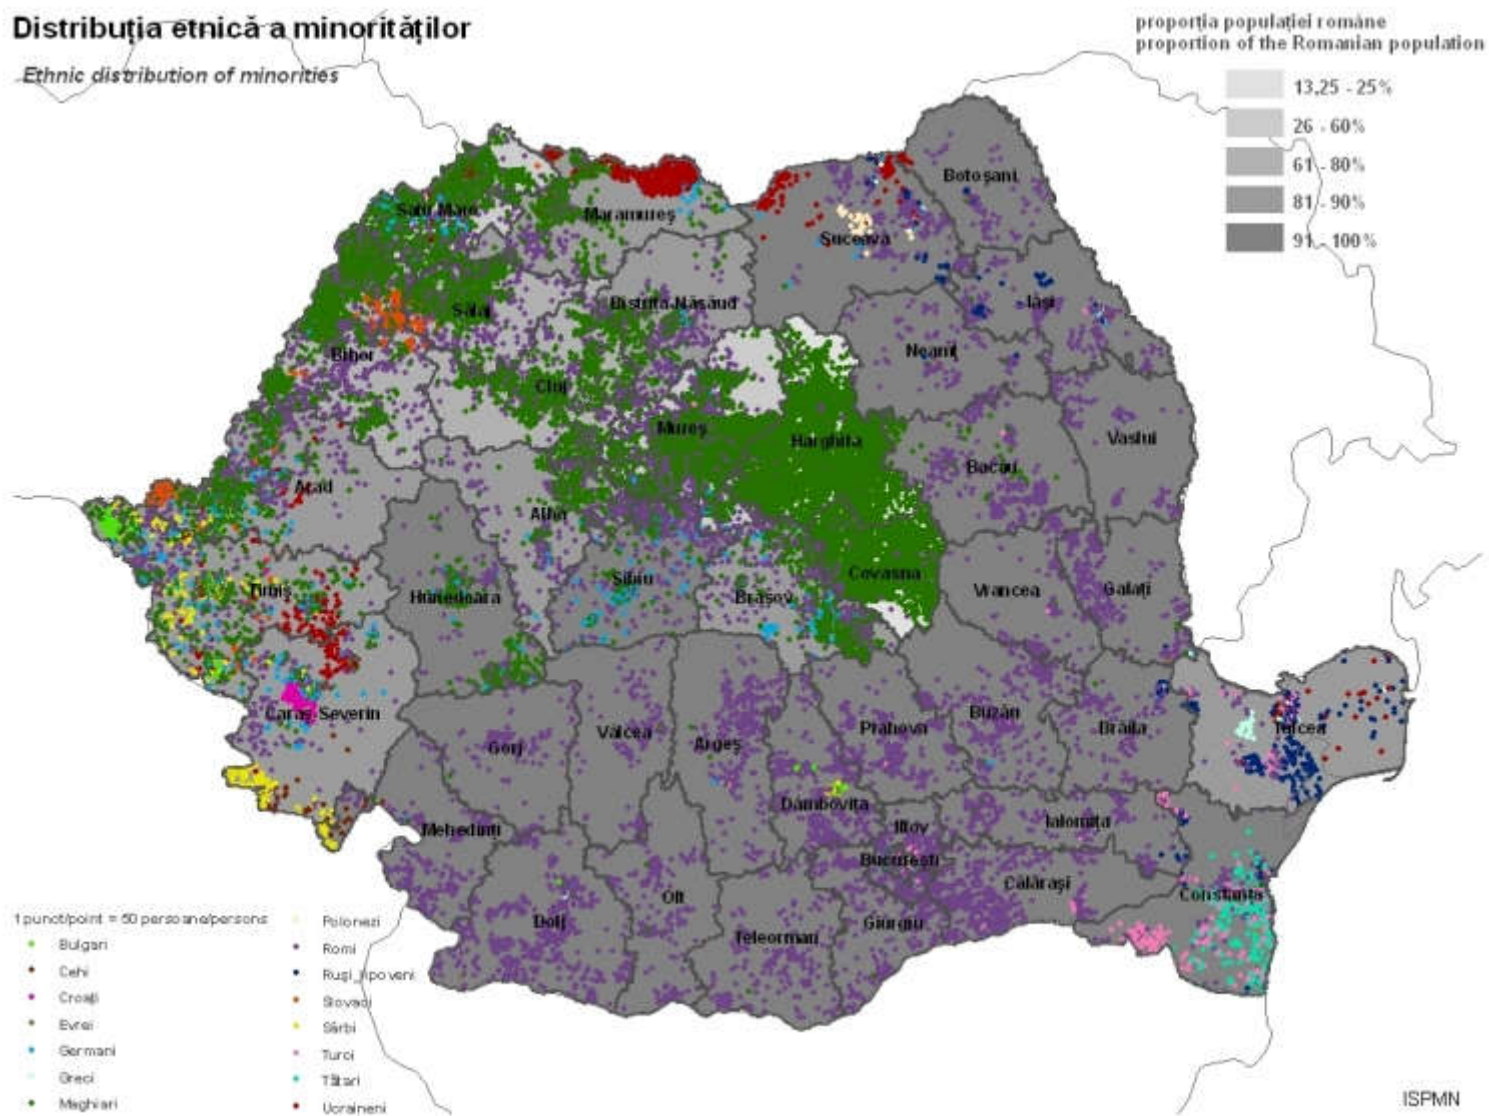 Distribuția etnică a minorităților
Ethnic distribution of minorities
proporția populației române
proportion of the Romanian population
13,25 - 25%
26 - 60%
61 - 80%
81 - 90%
91 - 100%
Botoșani
Satu Mare
Maramureș
Suceava
Bistrița-Năsăud
Iași
Sălaj
Bihor
Neamț
Cluj
Mureș
Harghita
Vaslui
Bacău
Arad
Alba
Timiș
Hunedoara
Sibiu
Brașov
Covasna
Vrancea
Galați
Caraș-Severin
Gorj
Vâlcea
Argeș
Prahova
Buzău
Brăila
Tulcea
Dâmbovița
Mehedinți
Ilfov
Ialomița
București
Călărași
Constanța
Dolj
Olt
Teleorman
Giurgiu
1 punct/point = 50 persoane/persons
Bulgari
Cehi
Croați
Evrei
Germani
Greci
Maghiari
Polonezi
Romi
Ruși_lipoveni
Slovaci
Sârbi
Turci
Tătari
Ucraineni
ISPMN